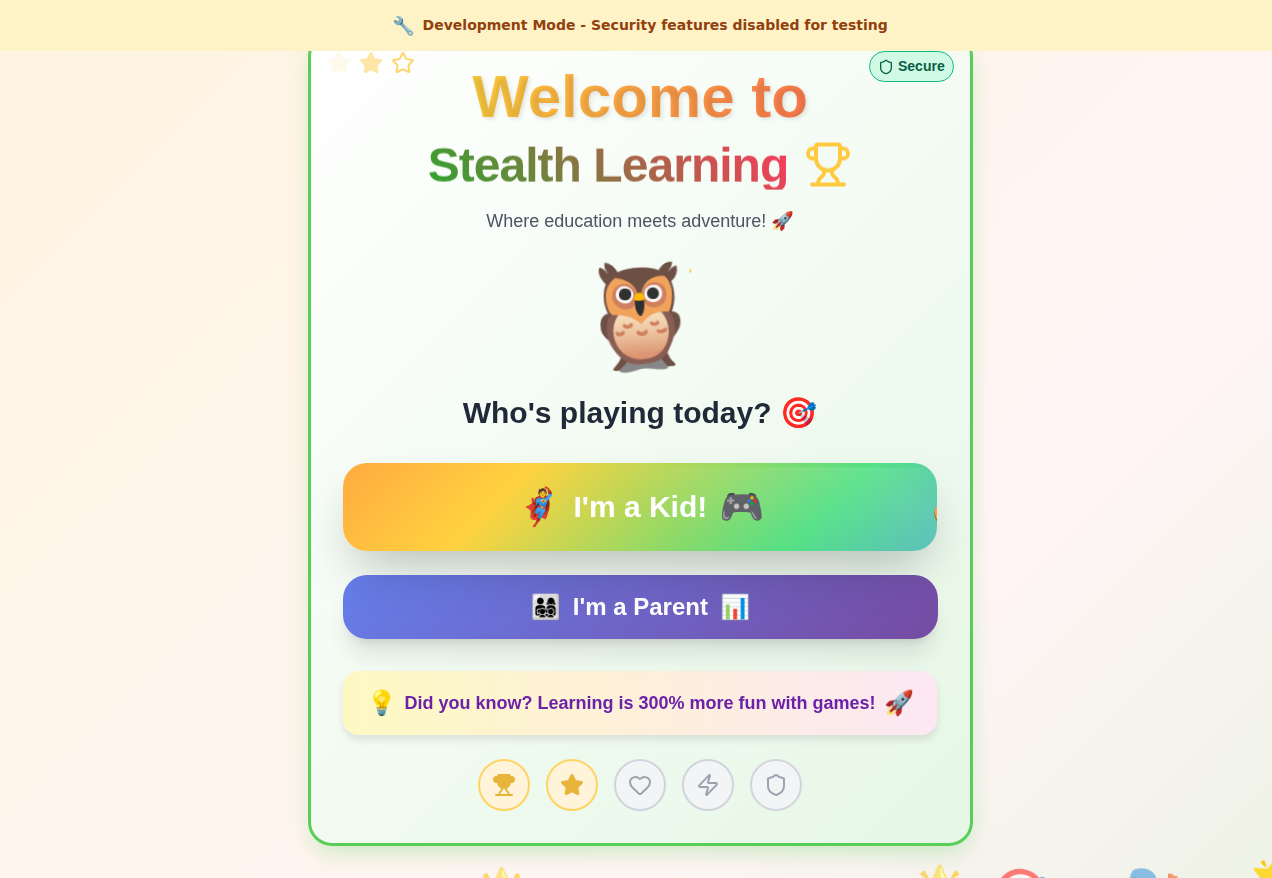 Development Mode - Security features disabled for testing
Secure
Welcome to
Stealth Learning
Where education meets adventure!
Who's playing today?
I'm a Kid!
I'm a Parent
Did you know? Learning is 300% more fun with games!